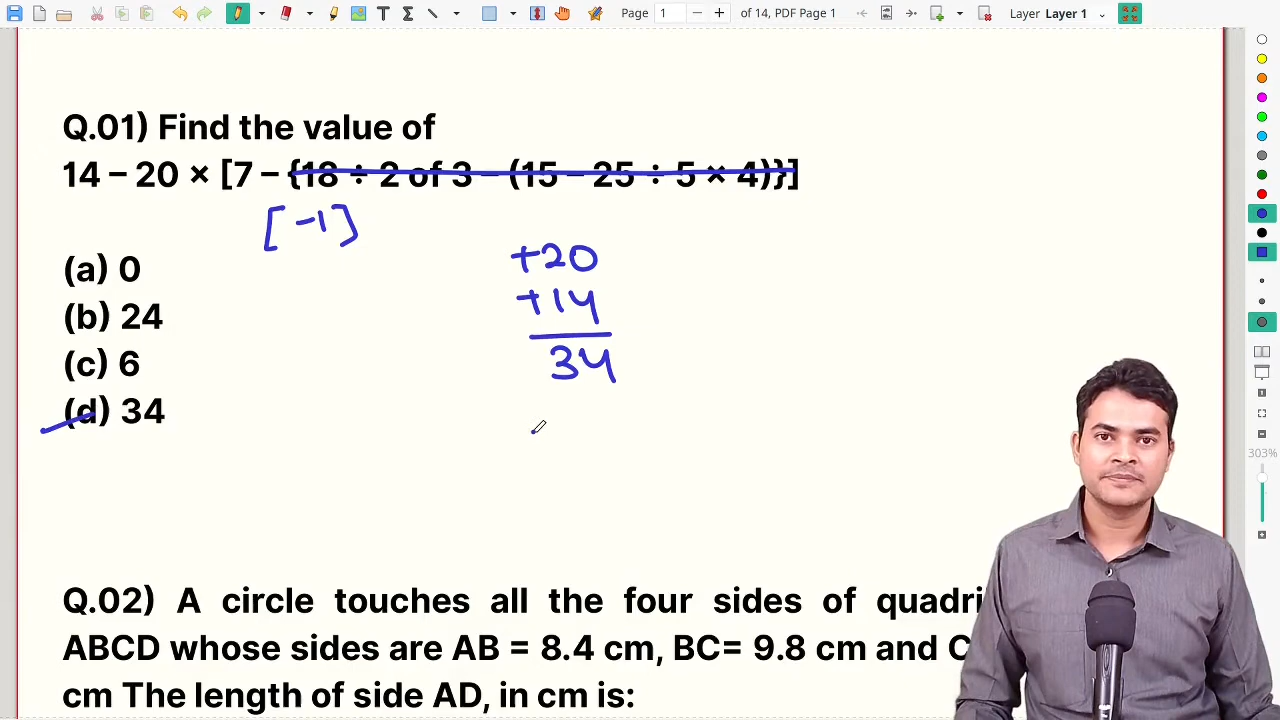 Page 1 of 14, PDF Page 1 Layer Layer 1
Q.01) Find the value of
14 – 20 × [7 – {18 ÷ 2 of 3 – (15 – 25 ÷ 5 × 4)}]
[-1]
(a) 0
(b) 24
(c) 6
(d) 34
+20
+14
34
303%
Q.02) A circle touches all the four sides of quadri
ABCD whose sides are AB = 8.4 cm, BC= 9.8 cm and C
cm The length of side AD, in cm is: